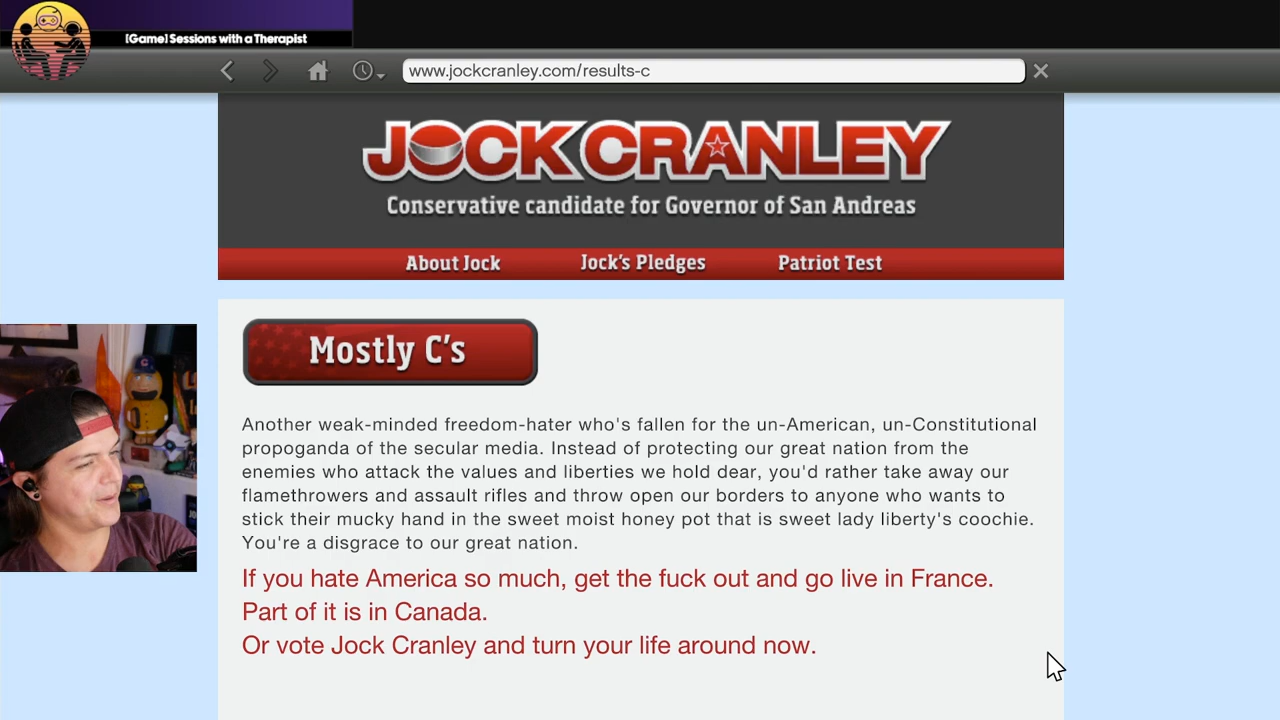 [Game] Sessions with a Therapist
www.jockcranley.com/results-c
JOCK CRANLEY
Conservative candidate for Governor of San Andreas
About Jock Jock's Pledges Patriot Test
Mostly C's
Another weak-minded freedom-hater who's fallen for the un-American, un-Constitutional
propoganda of the secular media. Instead of protecting our great nation from the
enemies who attack the values and liberties we hold dear, you'd rather take away our
flamethrowers and assault rifles and throw open our borders to anyone who wants to
stick their mucky hand in the sweet moist honey pot that is sweet lady liberty's coochie.
You're a disgrace to our great nation.
If you hate America so much, get the fuck out and go live in France.
Part of it is in Canada.
Or vote Jock Cranley and turn your life around now.